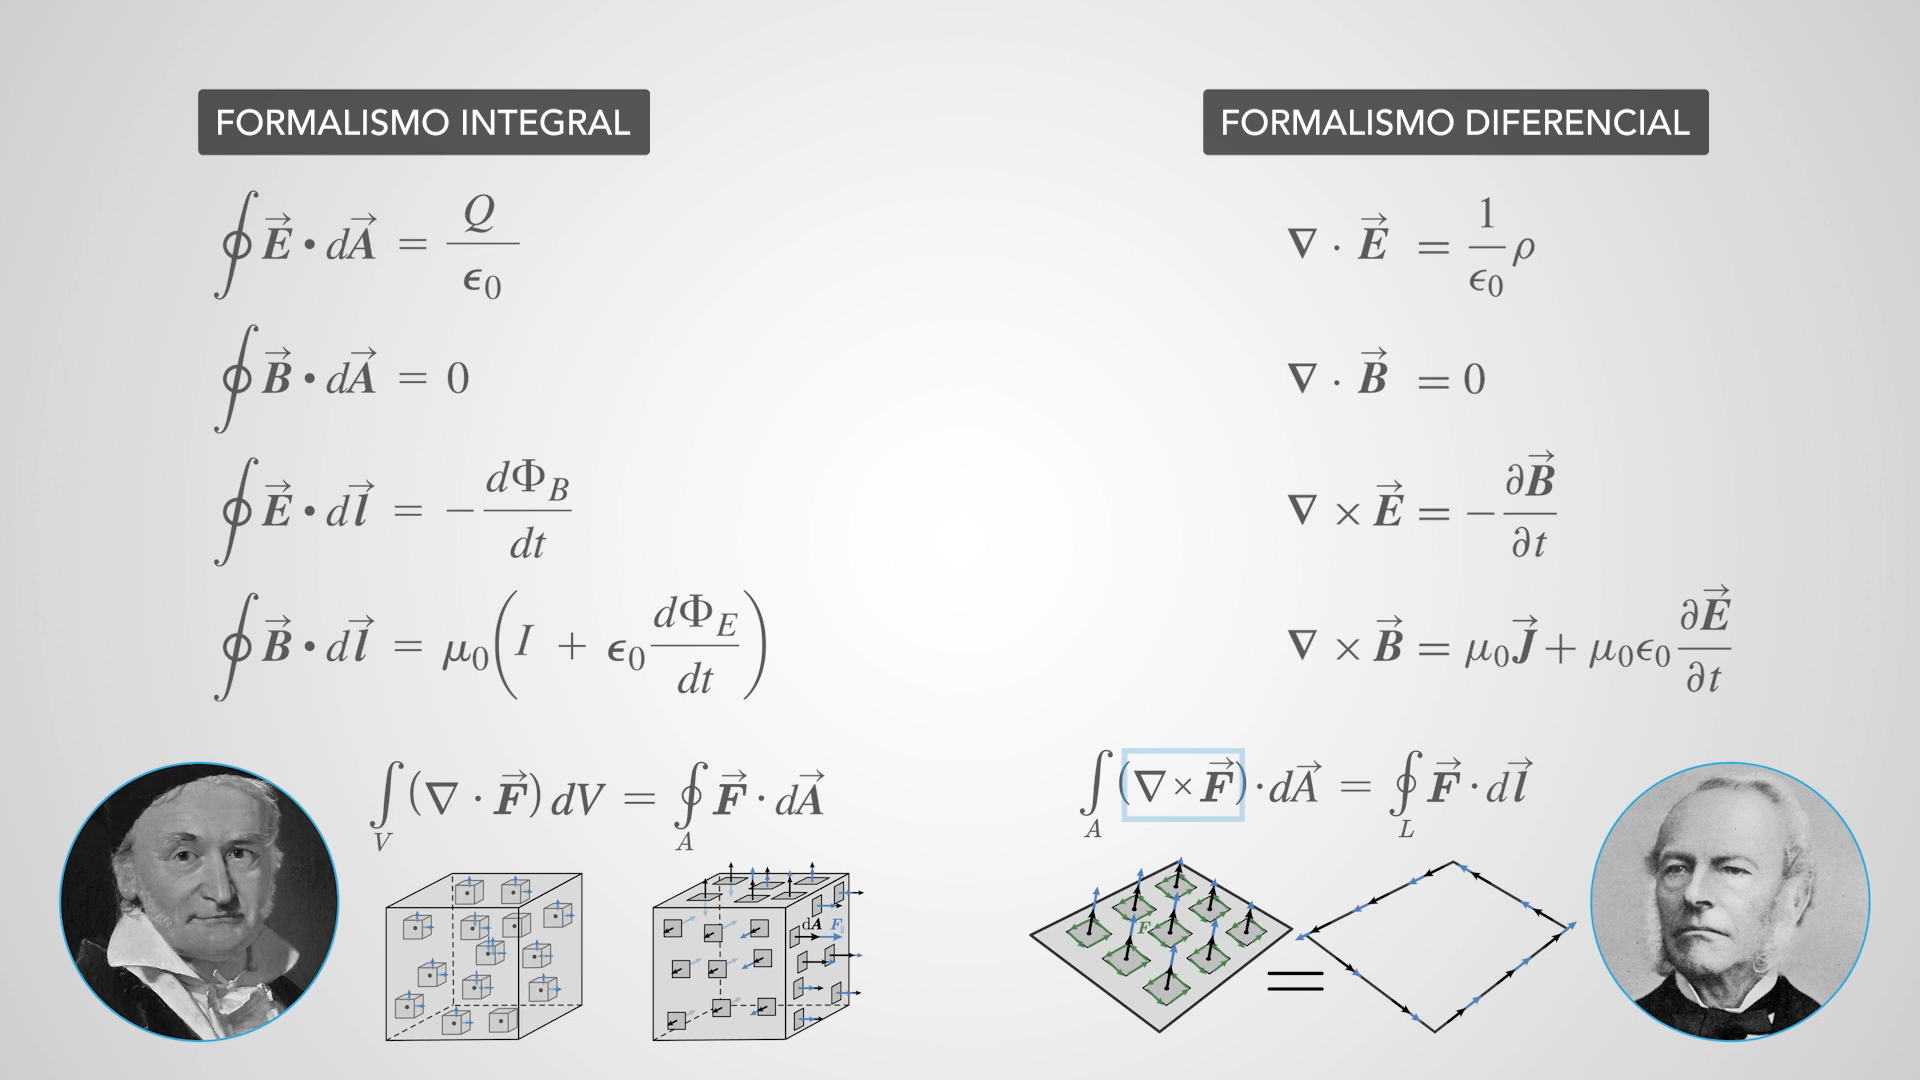 FORMALISMO INTEGRAL
∮ E⃗ • dA⃗ = Q / ϵ₀
∮ B⃗ • dA⃗ = 0
∮ E⃗ • dl⃗ = − dΦ_B / dt
∮ B⃗ • dl⃗ = μ₀ ( I + ϵ₀ dΦ_E / dt )
∫_V (∇ · F⃗) dV = ∮_A F⃗ · dA⃗
dA F∥
FORMALISMO DIFERENCIAL
∇ · E⃗ = 1 / ϵ₀ ρ
∇ · B⃗ = 0
∇ × E⃗ = − ∂B⃗ / ∂t
∇ × B⃗ = μ₀J⃗ + μ₀ϵ₀ ∂E⃗ / ∂t
∫_A (∇ × F⃗) · dA⃗ = ∮_L F⃗ · dl⃗
F
=